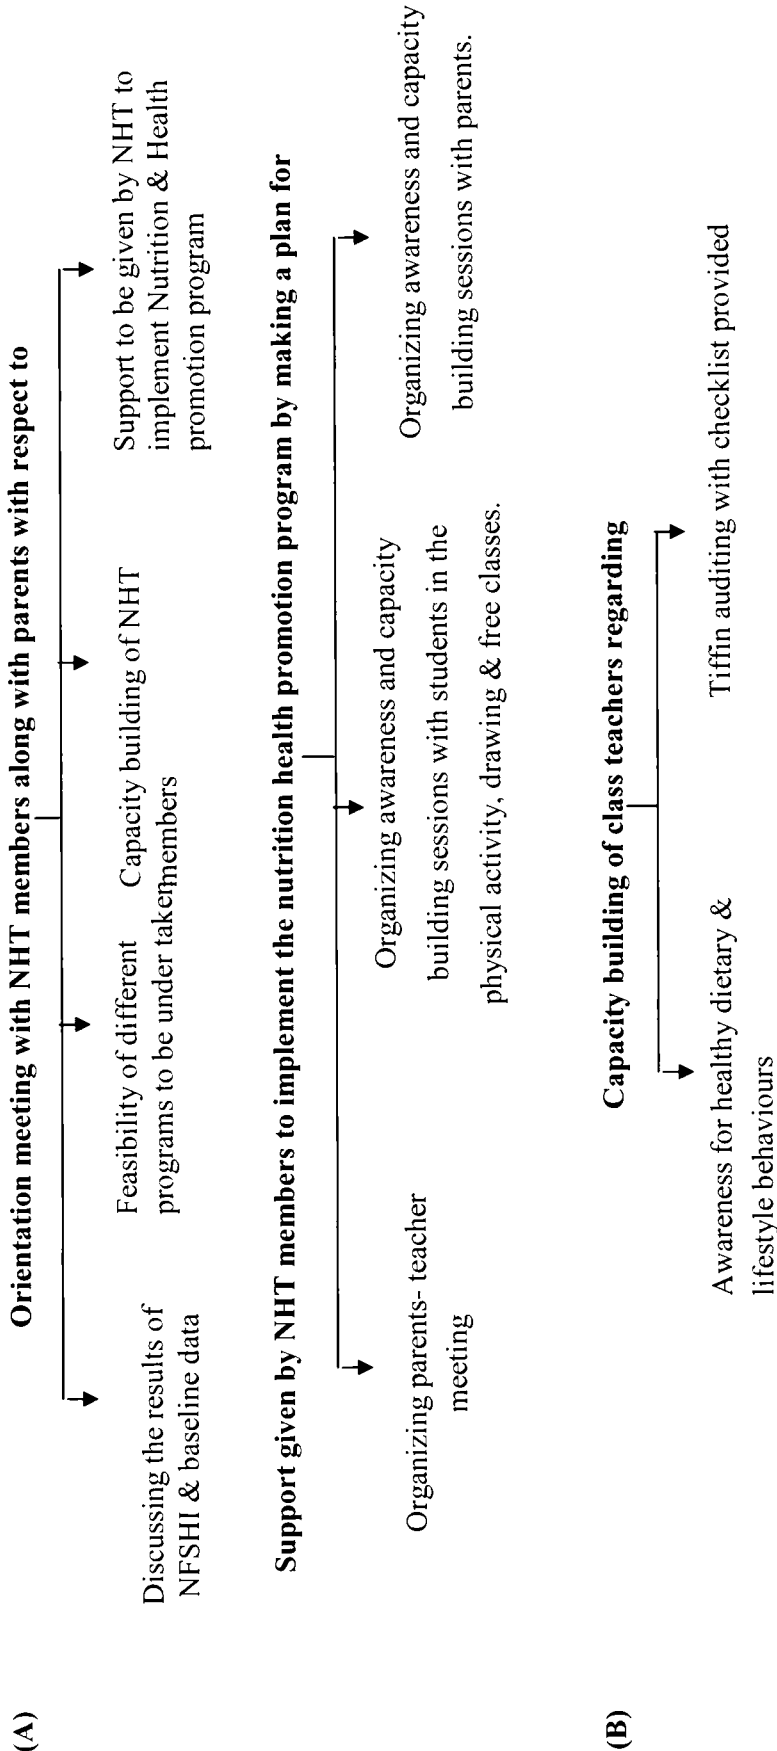 (A)
Orientation meeting with NHT members along with parents with respect to
Discussing the results of
NFSHI & baseline data
Feasibility of different
programs to be under taken
Capacity building of NHT
members
Support to be given by NHT to
implement Nutrition & Health
promotion program
Support given by NHT members to implement the nutrition health promotion program by making a plan for
Organizing parents- teacher
meeting
Organizing awareness and capacity
building sessions with students in the
physical activity, drawing & free classes.
Organizing awareness and capacity
building sessions with parents.
(B)
Capacity building of class teachers regarding
Awareness for healthy dietary &
lifestyle behaviours
Tiffin auditing with checklist provided